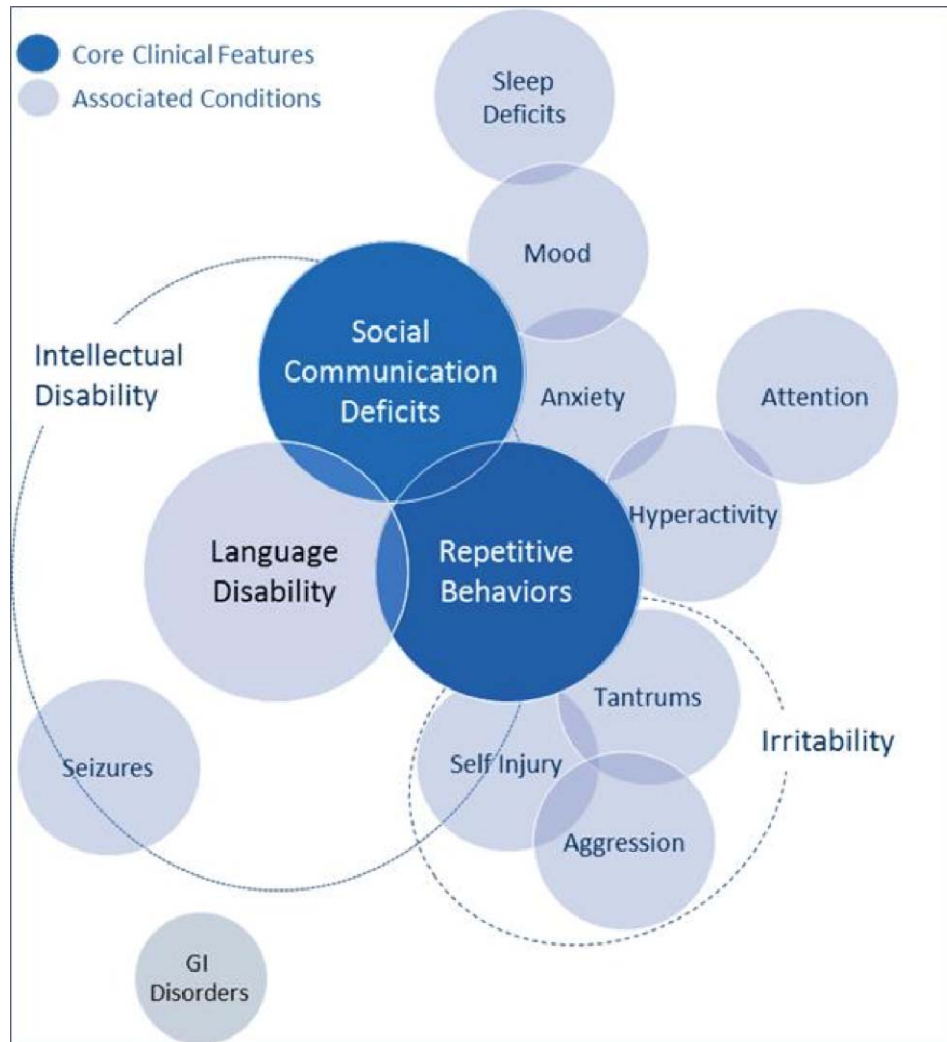 Core Clinical Features
Associated Conditions
Sleep
Deficits
Mood
Social
Communication
Deficits
Intellectual
Disability
Anxiety
Attention
Hyperactivity
Language
Disability
Repetitive
Behaviors
Tantrums
Irritability
Self Injury
Seizures
Aggression
GI
Disorders